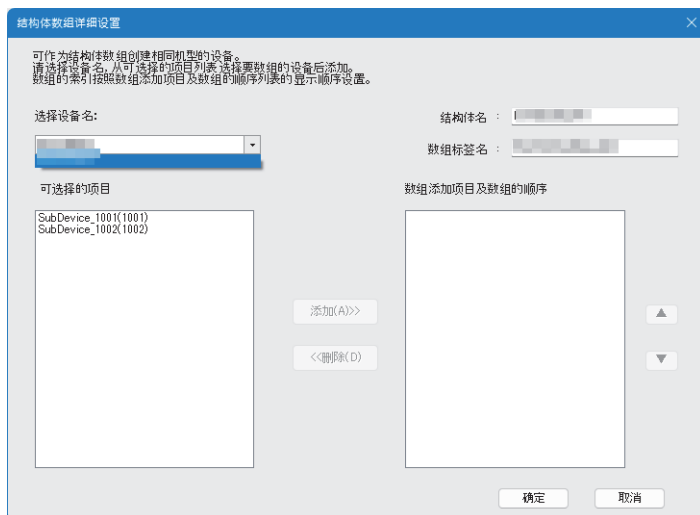 结构体数组详细设置
可作为结构体数组创建相同机型的设备。
请选择设备名,从可选择的项目列表选择要数组的设备后添加。
数组的索引按照数组添加项目及数组的顺序列表的显示顺序设置。
选择设备名:
结构体名 :
数组标签名 :
可选择的项目
数组添加项目及数组的顺序
SubDevice_1001(1001)
SubDevice_1002(1002)
添加(A)>>
<<删除(D)
▲
▼
确定
取消